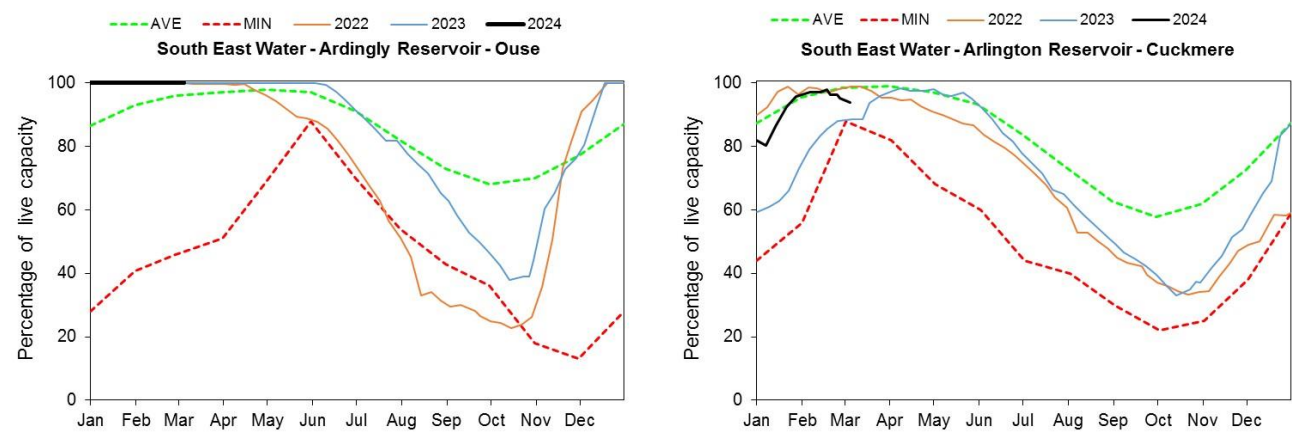 AVE MIN 2022 2023 2024
South East Water - Ardingly Reservoir - Ouse
Percentage of live capacity
100
80
60
40
20
0
Jan Feb Mar Apr May Jun Jul Aug Sep Oct Nov Dec
AVE MIN 2022 2023 2024
South East Water - Arlington Reservoir - Cuckmere
Percentage of live capacity
100
80
60
40
20
0
Jan Feb Mar Apr May Jun Jul Aug Sep Oct Nov Dec